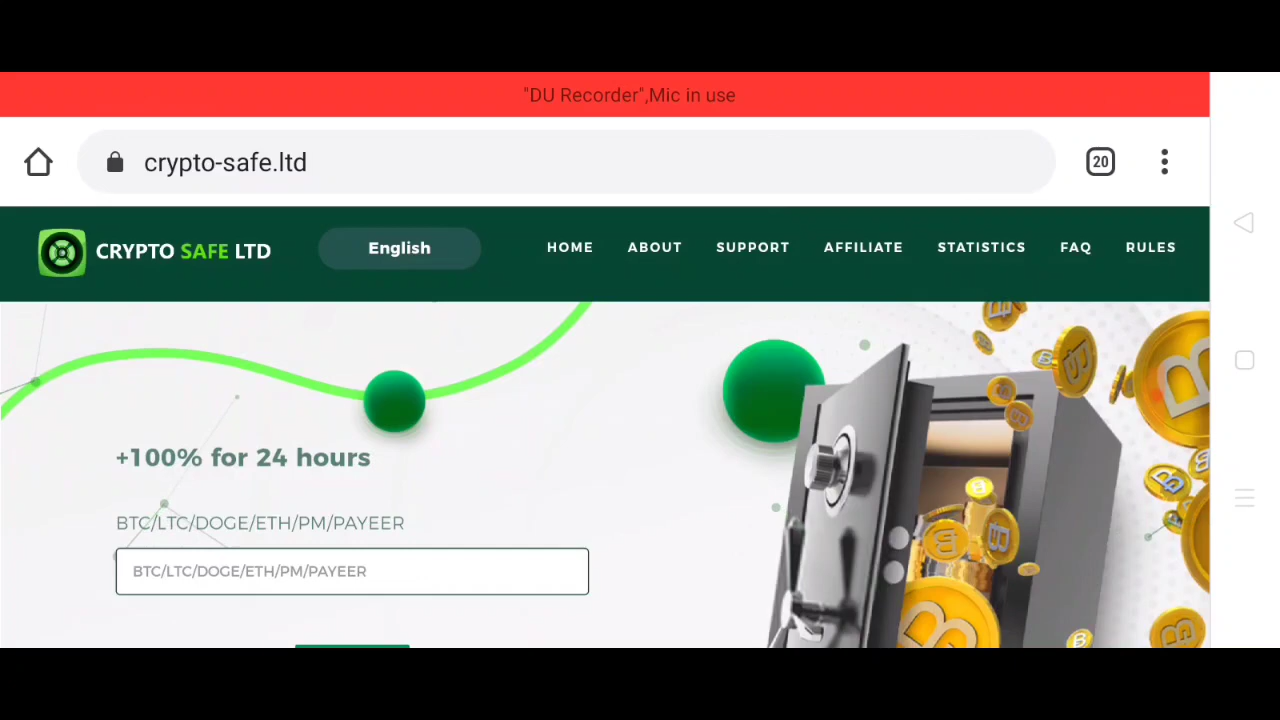 "DU Recorder",Mic in use
crypto-safe.ltd
20
CRYPTO SAFE LTD
English
HOME
ABOUT
SUPPORT
AFFILIATE
STATISTICS
FAQ
RULES
+100% for 24 hours
BTC/LTC/DOGE/ETH/PM/PAYEER
BTC/LTC/DOGE/ETH/PM/PAYEER